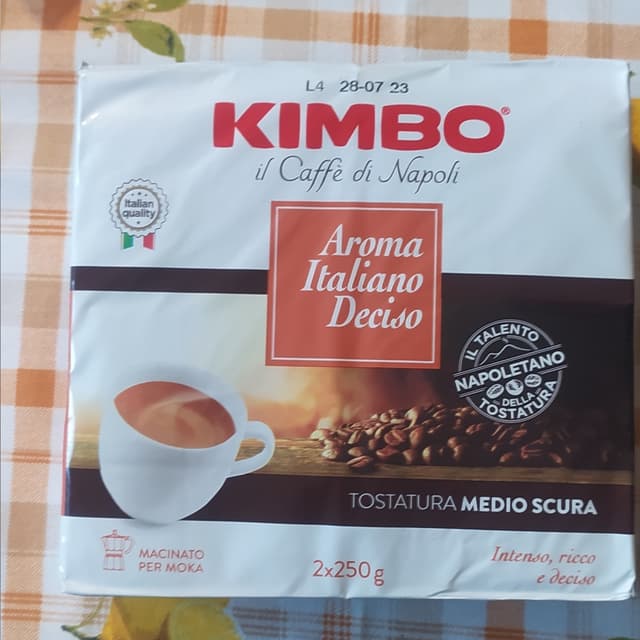 L4 28-07 23
KIMBO®
il Caffè di Napoli
Italian
quality
Aroma
Italiano
Deciso
IL TALENTO
NAPOLETANO
DELLA
TOSTATURA
TOSTATURA MEDIO SCURA
MACINATO
PER MOKA
2x250g
Intenso, ricco
e deciso